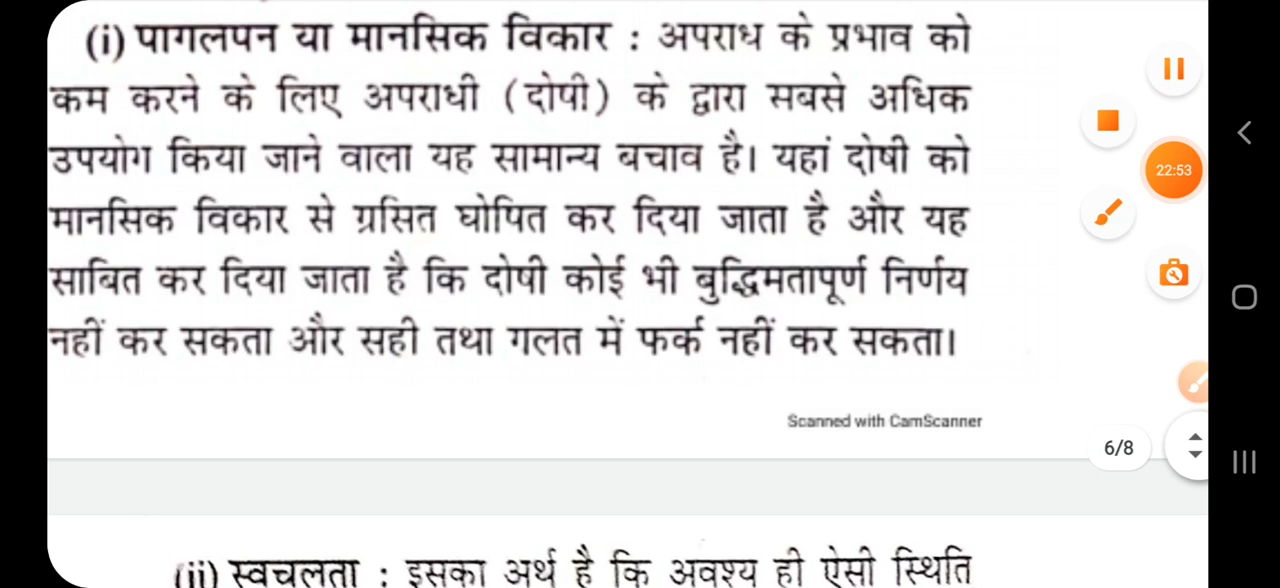 (i) पागलपन या मानसिक विकार : अपराध के प्रभाव को
कम करने के लिए अपराधी (दोषी) के द्वारा सबसे अधिक
उपयोग किया जाने वाला यह सामान्य बचाव है। यहां दोषी को
मानसिक विकार से ग्रसित घोषित कर दिया जाता है और यह
साबित कर दिया जाता है कि दोषी कोई भी बुद्धिमतापूर्ण निर्णय
नहीं कर सकता और सही तथा गलत में फर्क नहीं कर सकता।
Scanned with CamScanner
6/8
22:53
(ii) स्वचलता : इसका अर्थ है कि अवश्य ही ऐसी स्थिति